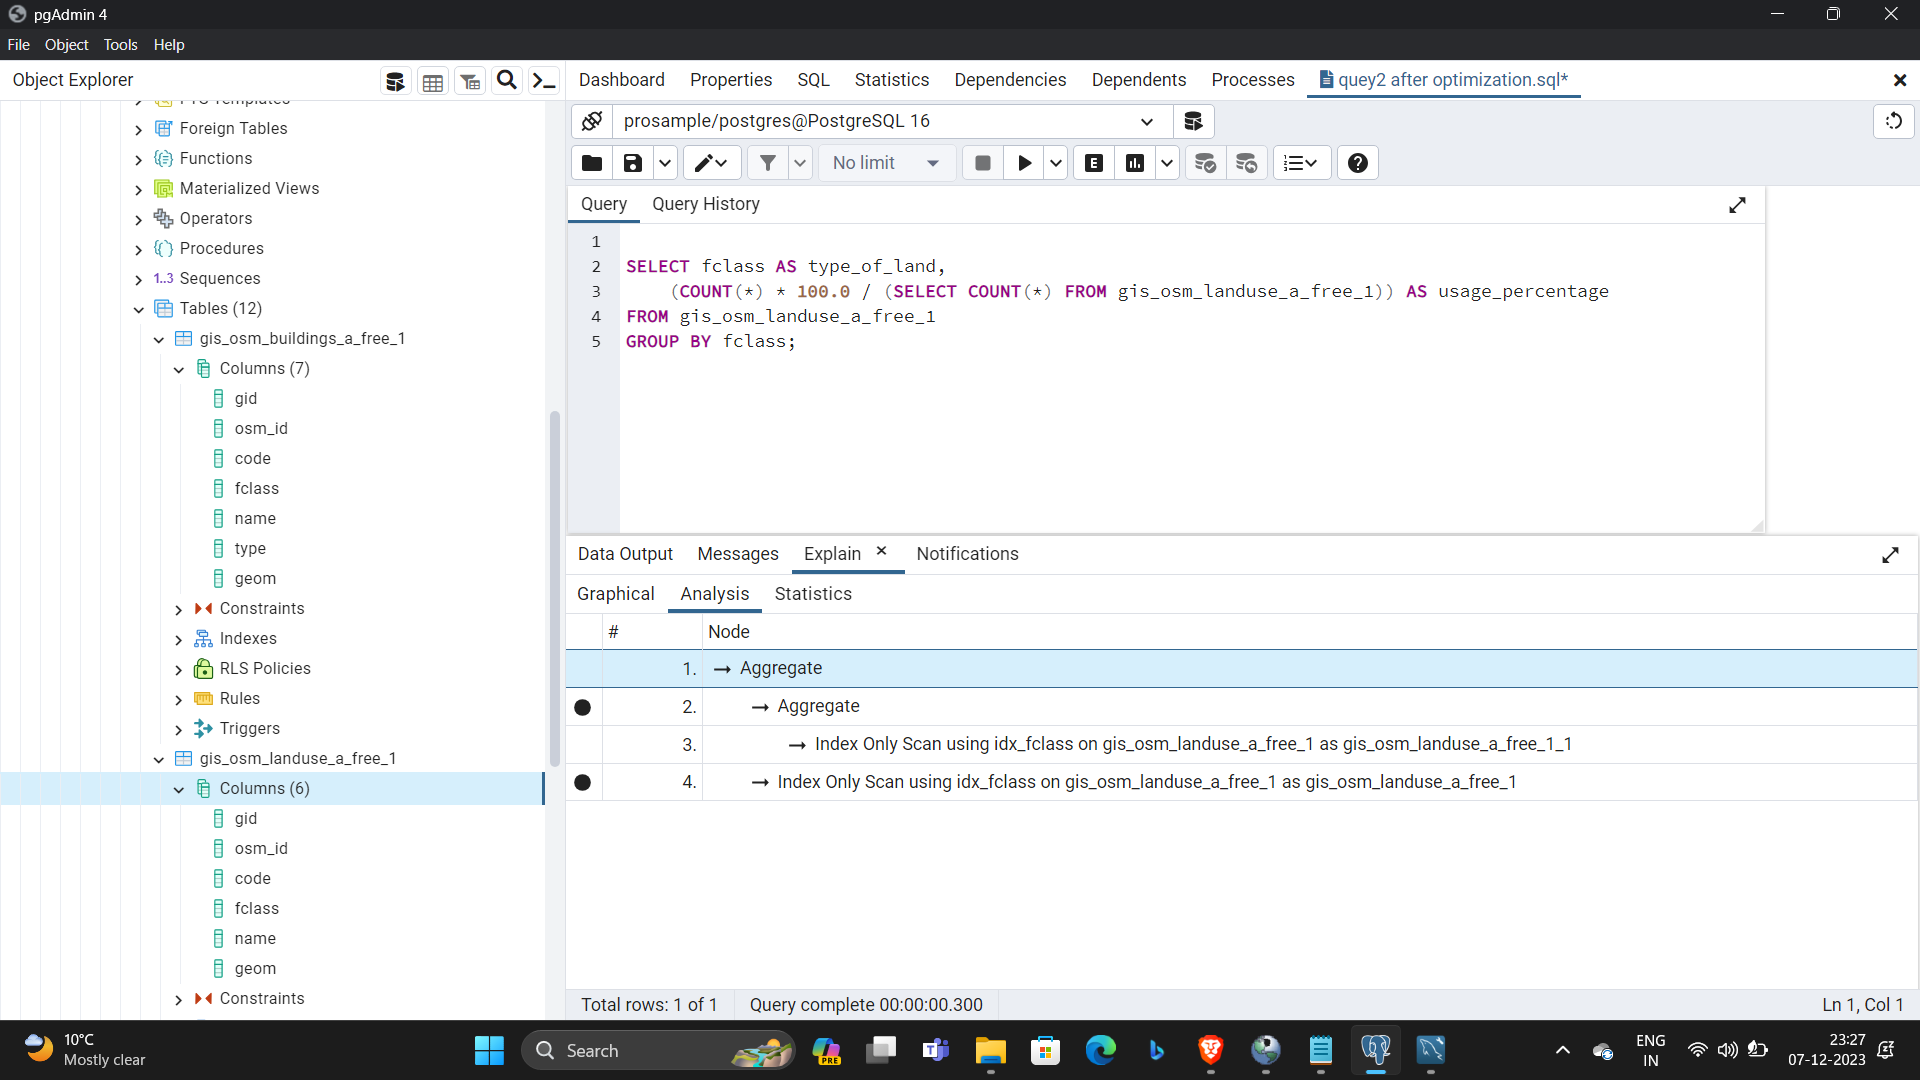 pgAdmin 4
File Object Tools Help
Object Explorer
Dashboard Properties SQL Statistics Dependencies Dependents Processes quey2 after optimization.sql*
Foreign Tables
Functions
Materialized Views
Operators
Procedures
1..3 Sequences
Tables (12)
gis_osm_buildings_a_free_1
Columns (7)
gid
osm_id
code
fclass
name
type
geom
Constraints
Indexes
RLS Policies
Rules
Triggers
gis_osm_landuse_a_free_1
Columns (6)
gid
osm_id
code
fclass
name
geom
Constraints
prosample/postgres@PostgreSQL 16
No limit
E
Query Query History
1
2 SELECT fclass AS type_of_land,
3 (COUNT(*) * 100.0 / (SELECT COUNT(*) FROM gis_osm_landuse_a_free_1)) AS usage_percentage
4 FROM gis_osm_landuse_a_free_1
5 GROUP BY fclass;
Data Output Messages Explain Notifications
Graphical Analysis Statistics
# Node
1. → Aggregate
2. → Aggregate
3. → Index Only Scan using idx_fclass on gis_osm_landuse_a_free_1 as gis_osm_landuse_a_free_1_1
4. → Index Only Scan using idx_fclass on gis_osm_landuse_a_free_1 as gis_osm_landuse_a_free_1
Total rows: 1 of 1 Query complete 00:00:00.300 Ln 1, Col 1
10°C
Mostly clear
Search
PRE
ENG
IN
23:27
07-12-2023